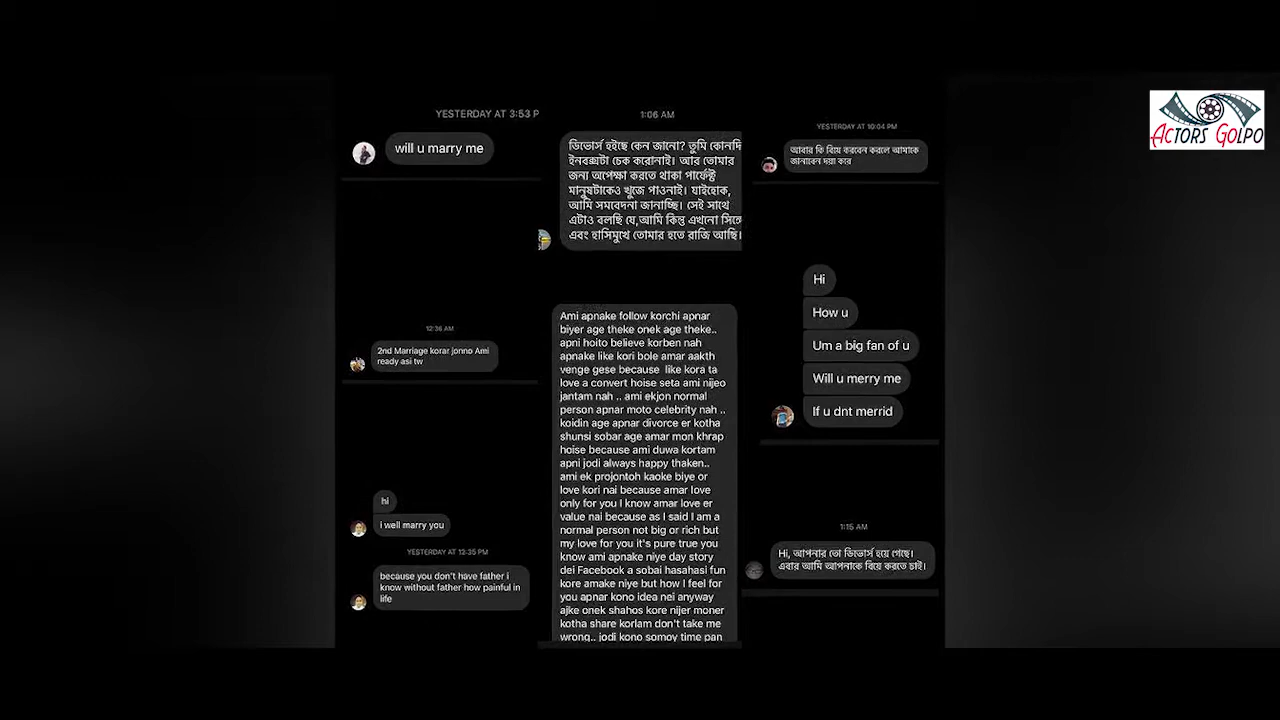 YESTERDAY AT 3:53 P
will u marry me
12:36 AM
2nd Marriage korar jonno Ami
ready asi tw
hi
i well marry you
YESTERDAY AT 12:35 PM
because you don't have father i
know without father how painful in
life
1:06 AM
ডিভোর্স হইছে কেন জানো? তুমি কোনদি
ইনবক্সটা চেক করোনাই। আর তোমার
জন্য অপেক্ষা করতে থাকা পার্ফেক্ট
মানুষটাকেও খুজে পাওনাই। যাইহোক,
আমি সমবেদনা জানাচ্ছি। সেই সাথে
এটাও বলছি যে,আমি কিন্তু এখনো সিঙ্গে
এবং হাসিমুখে তোমার হতে রাজি আছি।
Ami apnake follow korchi apnar
biyer age theke onek age theke..
apni hoito believe korben nah
apnake like kori bole amar aakth
venge gese because like kora ta
love a convert hoise seta ami nijeo
jantam nah .. ami ekjon normal
person apnar moto celebrity nah ..
koidin age apnar divorce er kotha
shunsi sobar age amar mon khrap
hoise because ami duwa kortam
apni jodi always happy thaken..
ami ek projontoh kaoke biye or
love kori nai because amar love
only for you I know amar love er
value nai because as I said I am a
normal person not big or rich but
my love for you it's pure true you
know ami apnake niye day story
dei Facebook a sobai hasahasi fun
kore amake niye but how I feel for
you apnar kono idea nei anyway
ajke onek shahos kore nijer moner
kotha share korlam don't take me
wrong.. jodi kono somoy time pan
YESTERDAY AT 10:04 PM
আবার কি বিয়ে করবেন করলে আমাকে
জানাবেন দয়া করে
Hi
How u
Um a big fan of u
Will u merry me
If u dnt merrid
1:15 AM
Hi, আপনার তো ডিভোর্স হয়ে গেছে।
এবার আমি আপনাকে বিয়ে করতে চাই।
ACTORS GOLPO